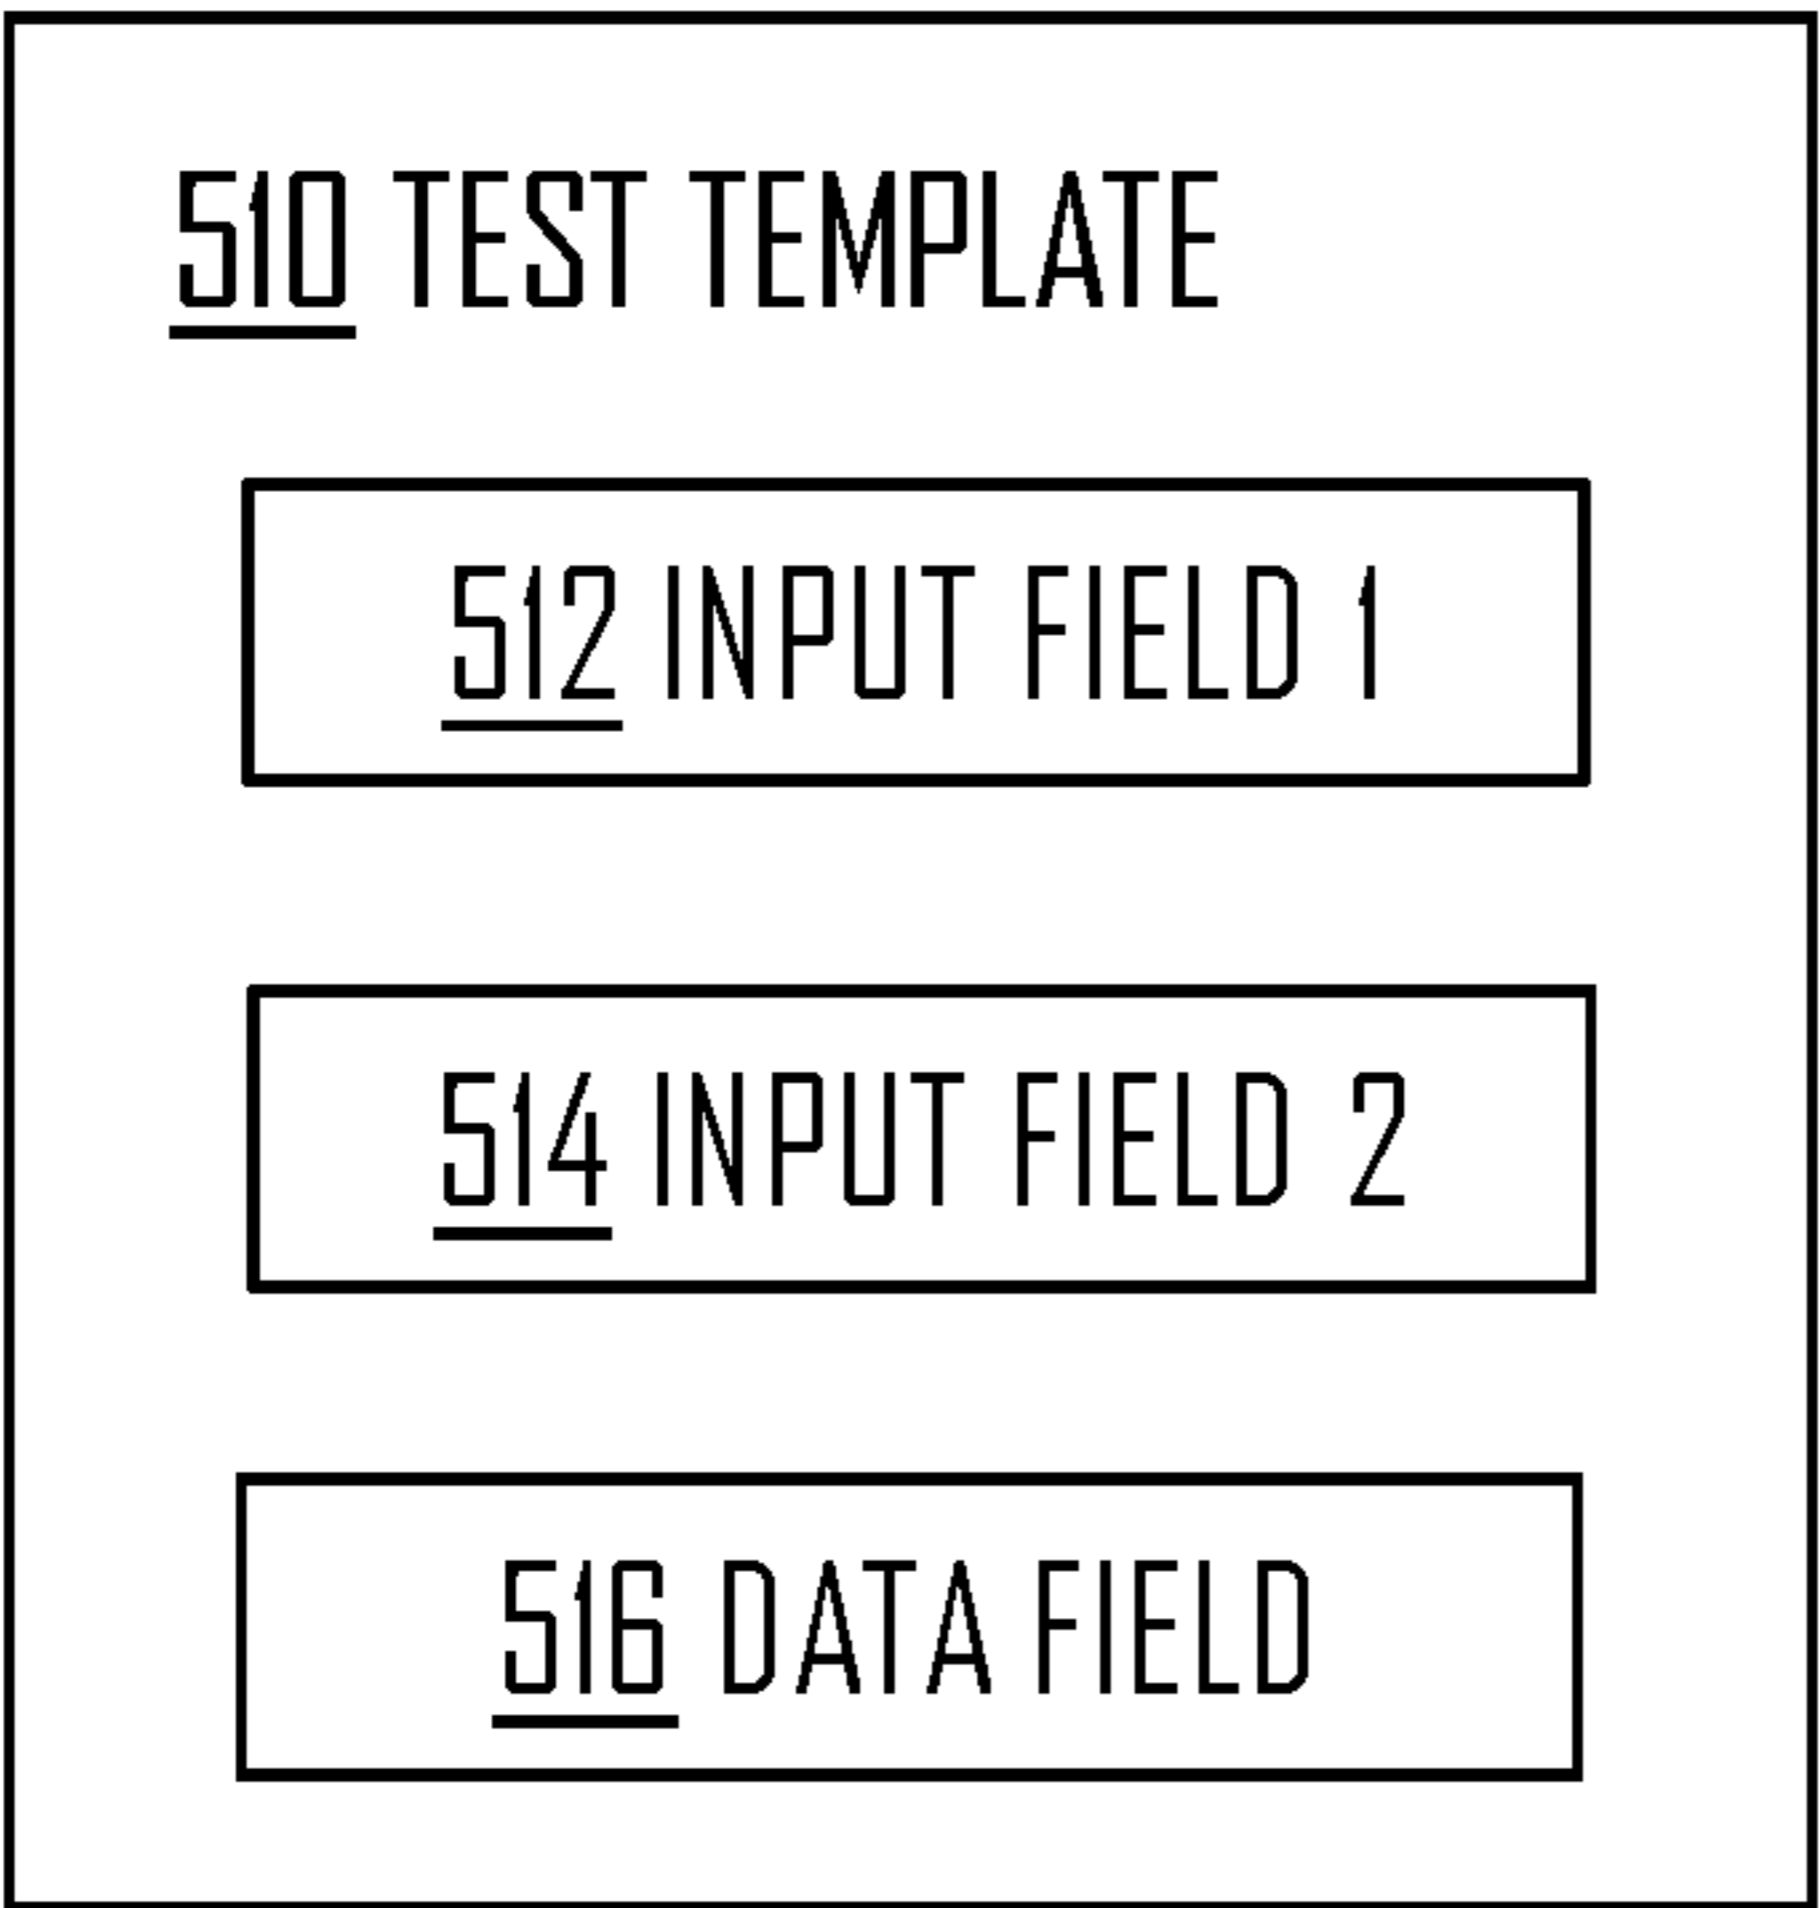 510 TEST TEMPLATE
512 INPUT FIELD 1
514 INPUT FIELD 2
516 DATA FIELD